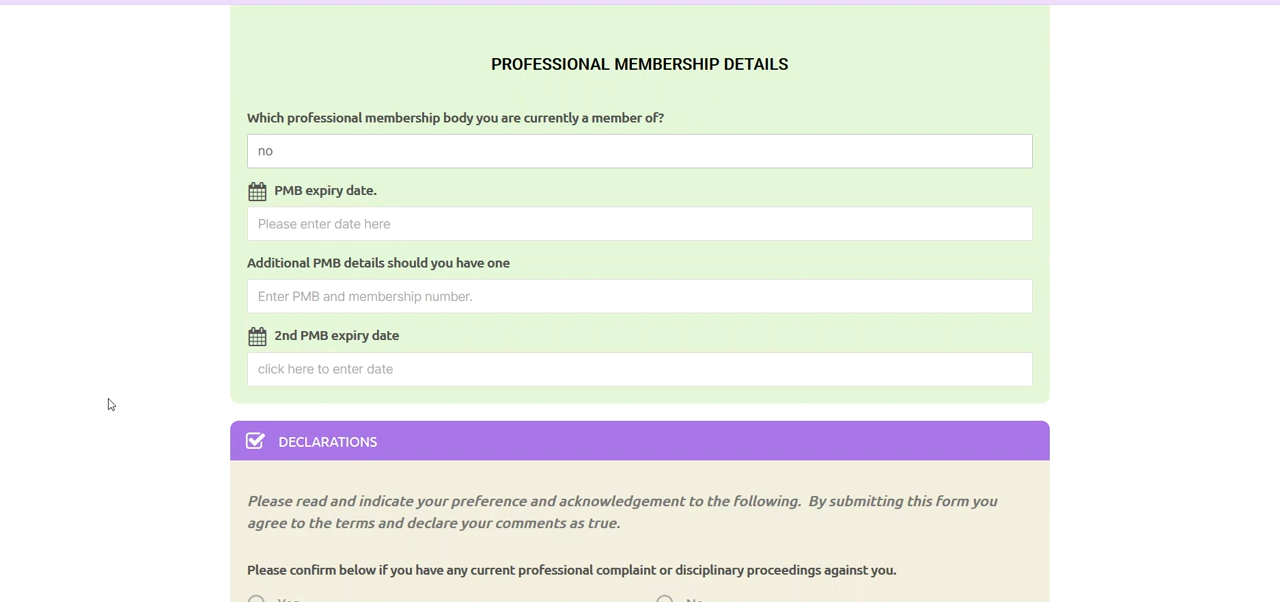 PROFESSIONAL MEMBERSHIP DETAILS
Which professional membership body you are currently a member of?
no
PMB expiry date.
Please enter date here
Additional PMB details should you have one
Enter PMB and membership number.
2nd PMB expiry date
click here to enter date
DECLARATIONS
Please read and indicate your preference and acknowledgement to the following.  By submitting this form you
agree to the terms and declare your comments as true.
Please confirm below if you have any current professional complaint or disciplinary proceedings against you.
Yes No